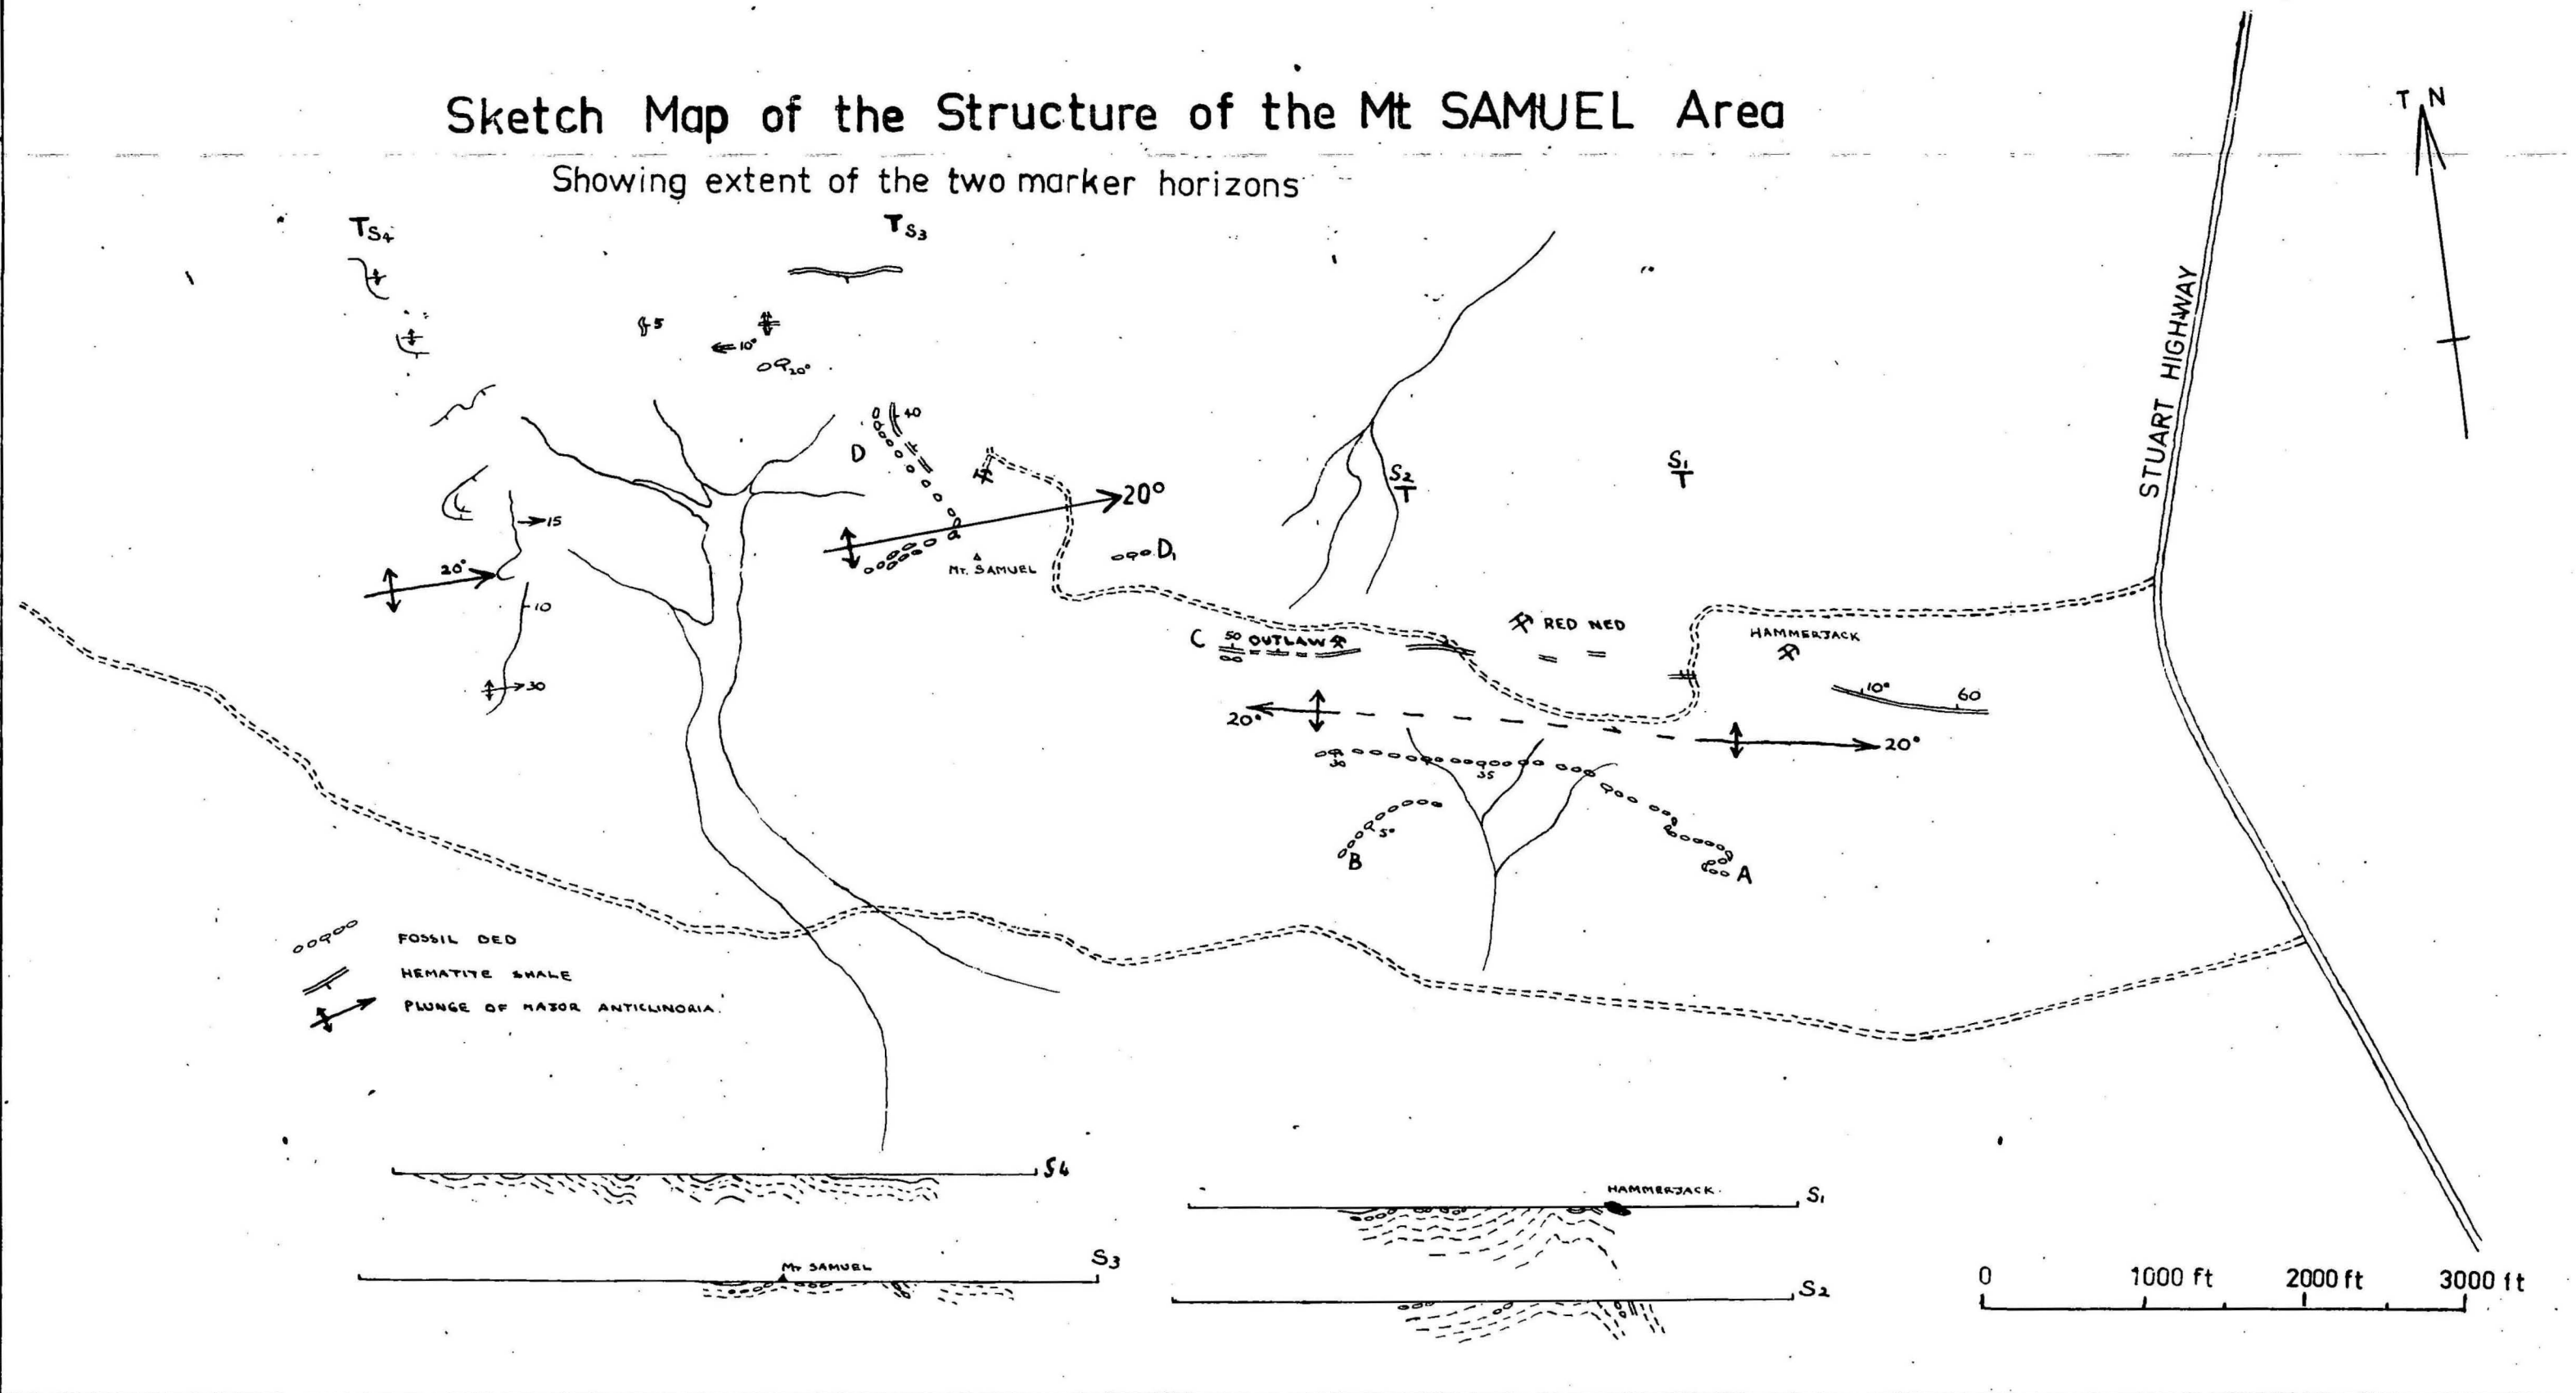 Sketch Map of the Structure of the Mt SAMUEL Area
Showing extent of the two marker horizons
T N
TS4
TS3
5
10°
20°
40
D
S2
T
S1
T
STUART HIGHWAY
20°
15
20°
MT. SAMUEL
D1
10
30
C
50
OUTLAW
RED NED
HAMMERJACK
10°
60
20°
20°
30
35
5°
B
A
FOSSIL BED
HEMATITE SHALE
PLUNGE OF MAJOR ANTICLINORIA.
S4
HAMMERJACK.
S1
MT SAMUEL
S3
S2
0 1000 ft 2000 ft 3000 ft